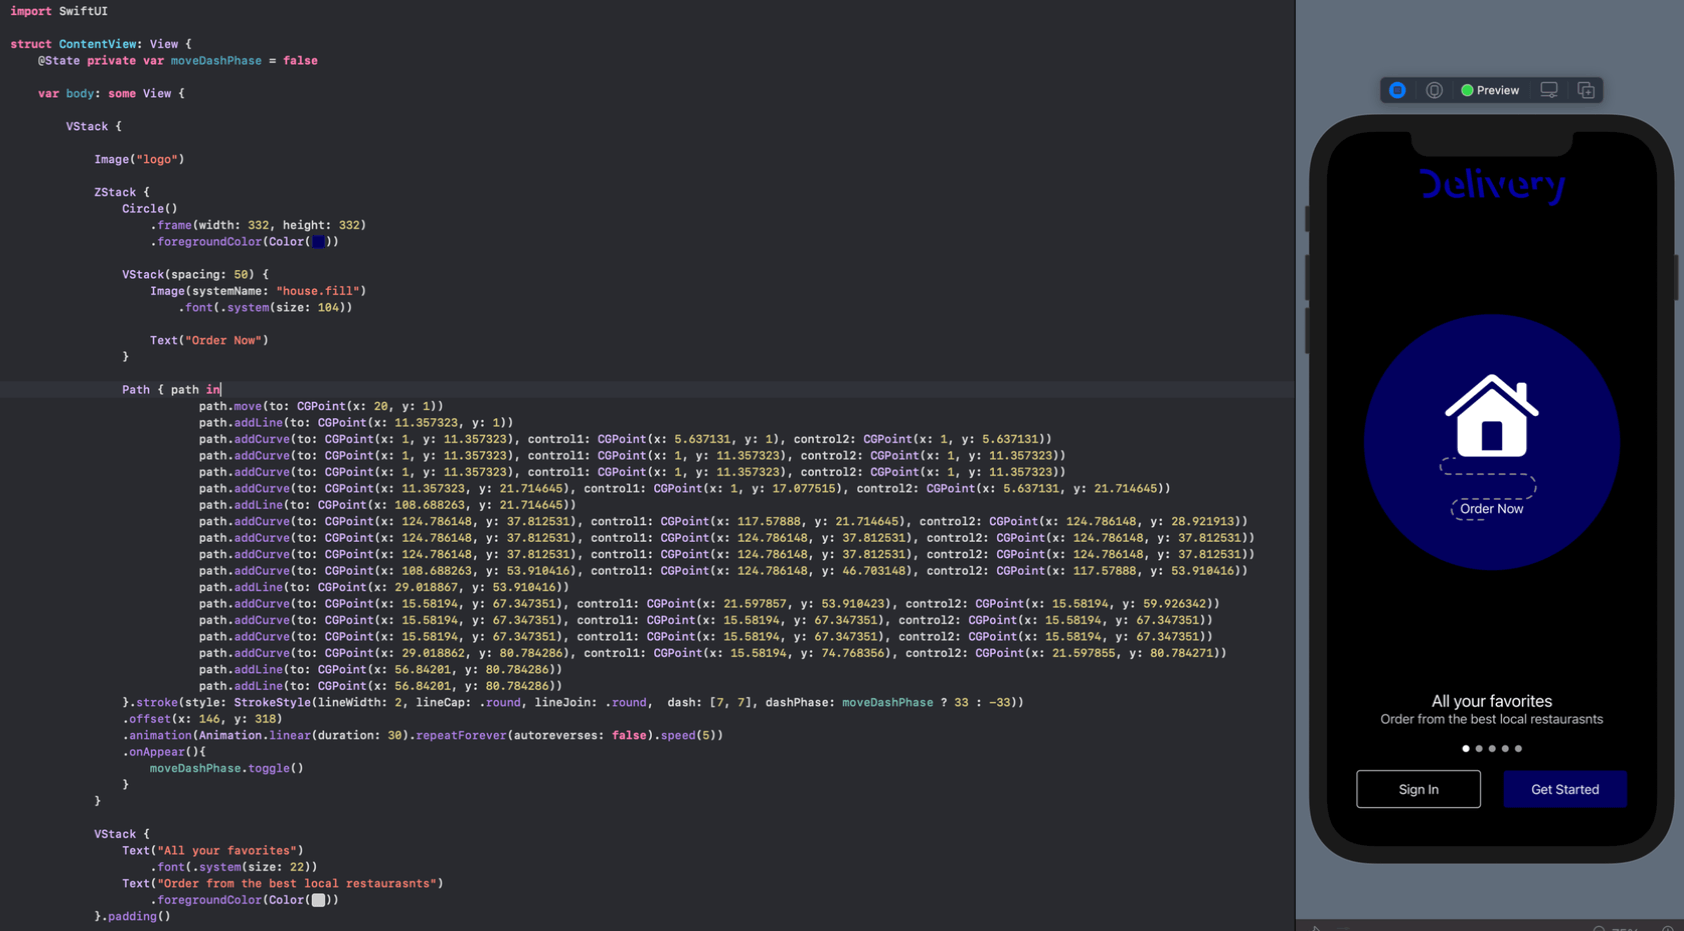 import SwiftUI
struct ContentView: View {
@State private var moveDashPhase = false
var body: some View {
VStack {
Image("logo")
ZStack {
Circle()
.frame(width: 332, height: 332)
.foregroundColor(Color( ))
VStack(spacing: 50) {
Image(systemName: "house.fill")
.font(.system(size: 104))
Text("Order Now")
}
Path { path in
path.move(to: CGPoint(x: 20, y: 1))
path.addLine(to: CGPoint(x: 11.357323, y: 1))
path.addCurve(to: CGPoint(x: 1, y: 11.357323), control1: CGPoint(x: 5.637131, y: 1), control2: CGPoint(x: 1, y: 5.637131))
path.addCurve(to: CGPoint(x: 1, y: 11.357323), control1: CGPoint(x: 1, y: 11.357323), control2: CGPoint(x: 1, y: 11.357323))
path.addCurve(to: CGPoint(x: 1, y: 11.357323), control1: CGPoint(x: 1, y: 11.357323), control2: CGPoint(x: 1, y: 11.357323))
path.addCurve(to: CGPoint(x: 11.357323, y: 21.714645), control1: CGPoint(x: 1, y: 17.077515), control2: CGPoint(x: 5.637131, y: 21.714645))
path.addLine(to: CGPoint(x: 108.688263, y: 21.714645))
path.addCurve(to: CGPoint(x: 124.786148, y: 37.812531), control1: CGPoint(x: 117.57888, y: 21.714645), control2: CGPoint(x: 124.786148, y: 28.921913))
path.addCurve(to: CGPoint(x: 124.786148, y: 37.812531), control1: CGPoint(x: 124.786148, y: 37.812531), control2: CGPoint(x: 124.786148, y: 37.812531))
path.addCurve(to: CGPoint(x: 124.786148, y: 37.812531), control1: CGPoint(x: 124.786148, y: 37.812531), control2: CGPoint(x: 124.786148, y: 37.812531))
path.addCurve(to: CGPoint(x: 108.688263, y: 53.910416), control1: CGPoint(x: 124.786148, y: 46.703148), control2: CGPoint(x: 117.57888, y: 53.910416))
path.addLine(to: CGPoint(x: 29.018867, y: 53.910416))
path.addCurve(to: CGPoint(x: 15.58194, y: 67.347351), control1: CGPoint(x: 21.597857, y: 53.910423), control2: CGPoint(x: 15.58194, y: 59.926342))
path.addCurve(to: CGPoint(x: 15.58194, y: 67.347351), control1: CGPoint(x: 15.58194, y: 67.347351), control2: CGPoint(x: 15.58194, y: 67.347351))
path.addCurve(to: CGPoint(x: 15.58194, y: 67.347351), control1: CGPoint(x: 15.58194, y: 67.347351), control2: CGPoint(x: 15.58194, y: 67.347351))
path.addCurve(to: CGPoint(x: 29.018862, y: 80.784286), control1: CGPoint(x: 15.58194, y: 74.768356), control2: CGPoint(x: 21.597855, y: 80.784271))
path.addLine(to: CGPoint(x: 56.84201, y: 80.784286))
path.addLine(to: CGPoint(x: 56.84201, y: 80.784286))
}.stroke(style: StrokeStyle(lineWidth: 2, lineCap: .round, lineJoin: .round,  dash: [7, 7], dashPhase: moveDashPhase ? 33 : -33))
.offset(x: 146, y: 318)
.animation(Animation.linear(duration: 30).repeatForever(autoreverses: false).speed(5))
.onAppear(){
moveDashPhase.toggle()
}
}
VStack {
Text("All your favorites")
.font(.system(size: 22))
Text("Order from the best local restaurasnts")
.foregroundColor(Color( ))
}.padding()
Preview
Delivery
Order Now
All your favorites
Order from the best local restaurasnts
Sign In
Get Started